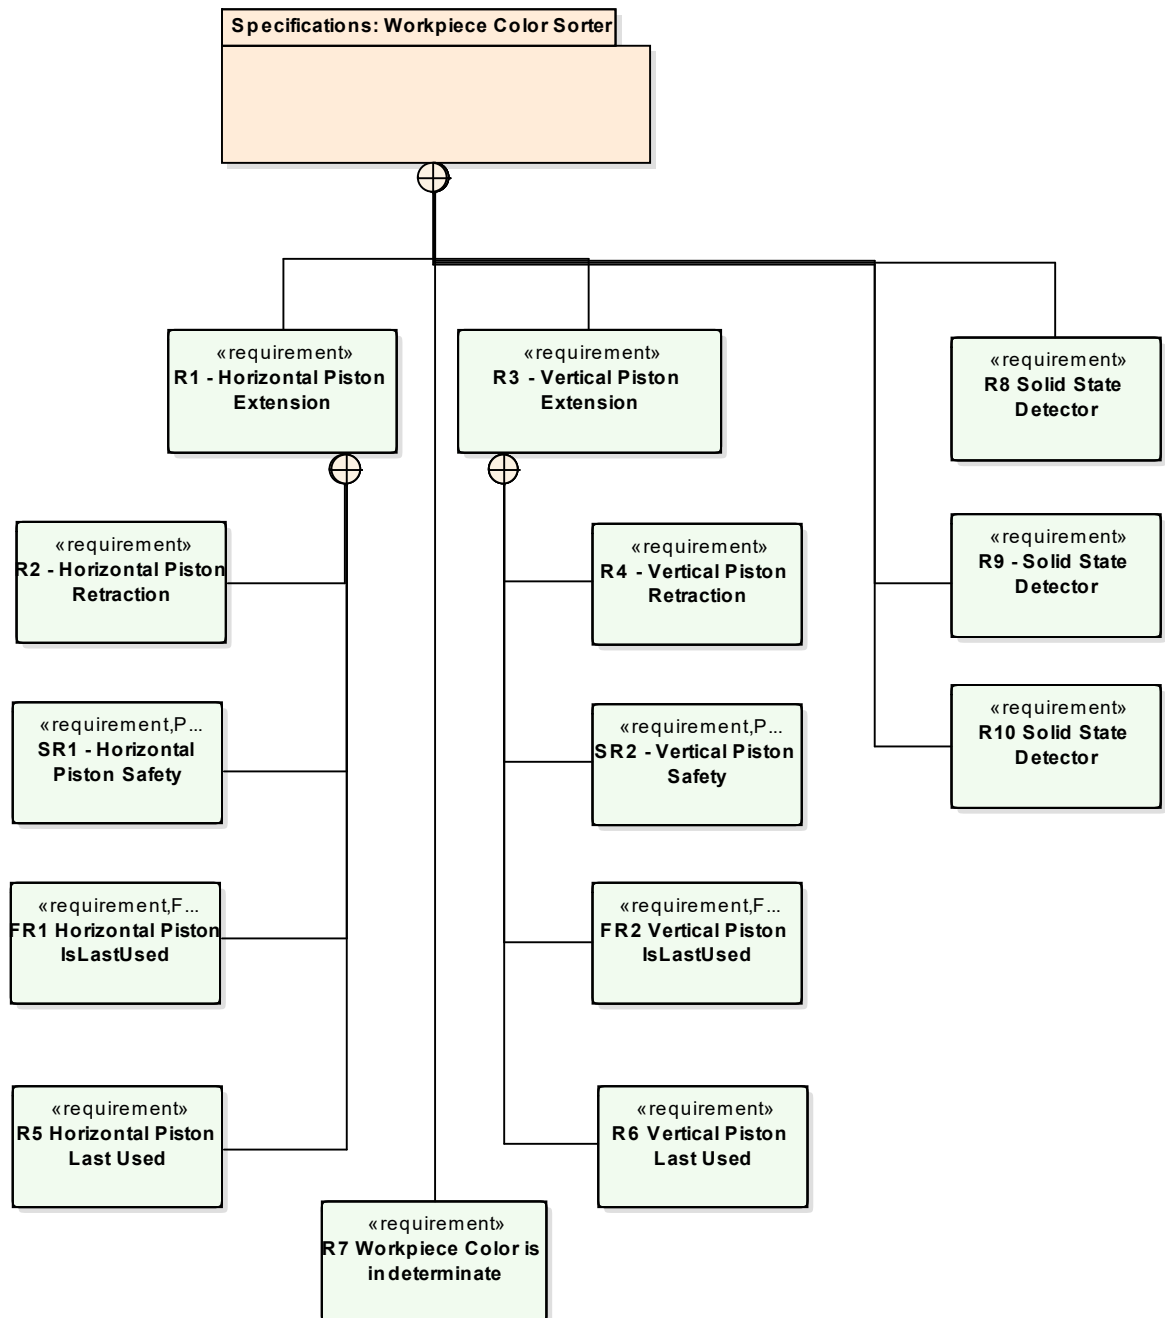 Specifications: Workpiece Color Sorter
«requirement»
R1 - Horizontal Piston
Extension
«requirement»
R3 - Vertical Piston
Extension
«requirement»
R8 Solid State
Detector
«requirement»
R2 - Horizontal Piston
Retraction
«requirement»
R4 - Vertical Piston
Retraction
«requirement»
R9 - Solid State
Detector
«requirement,P...
SR1 - Horizontal
Piston Safety
«requirement,P...
SR2 - Vertical Piston
Safety
«requirement»
R10 Solid State
Detector
«requirement,F...
FR1 Horizontal Piston
IsLastUsed
«requirement,F...
FR2 Vertical Piston
IsLastUsed
«requirement»
R5 Horizontal Piston
Last Used
«requirement»
R6 Vertical Piston
Last Used
«requirement»
R7 Workpiece Color is
indeterminate